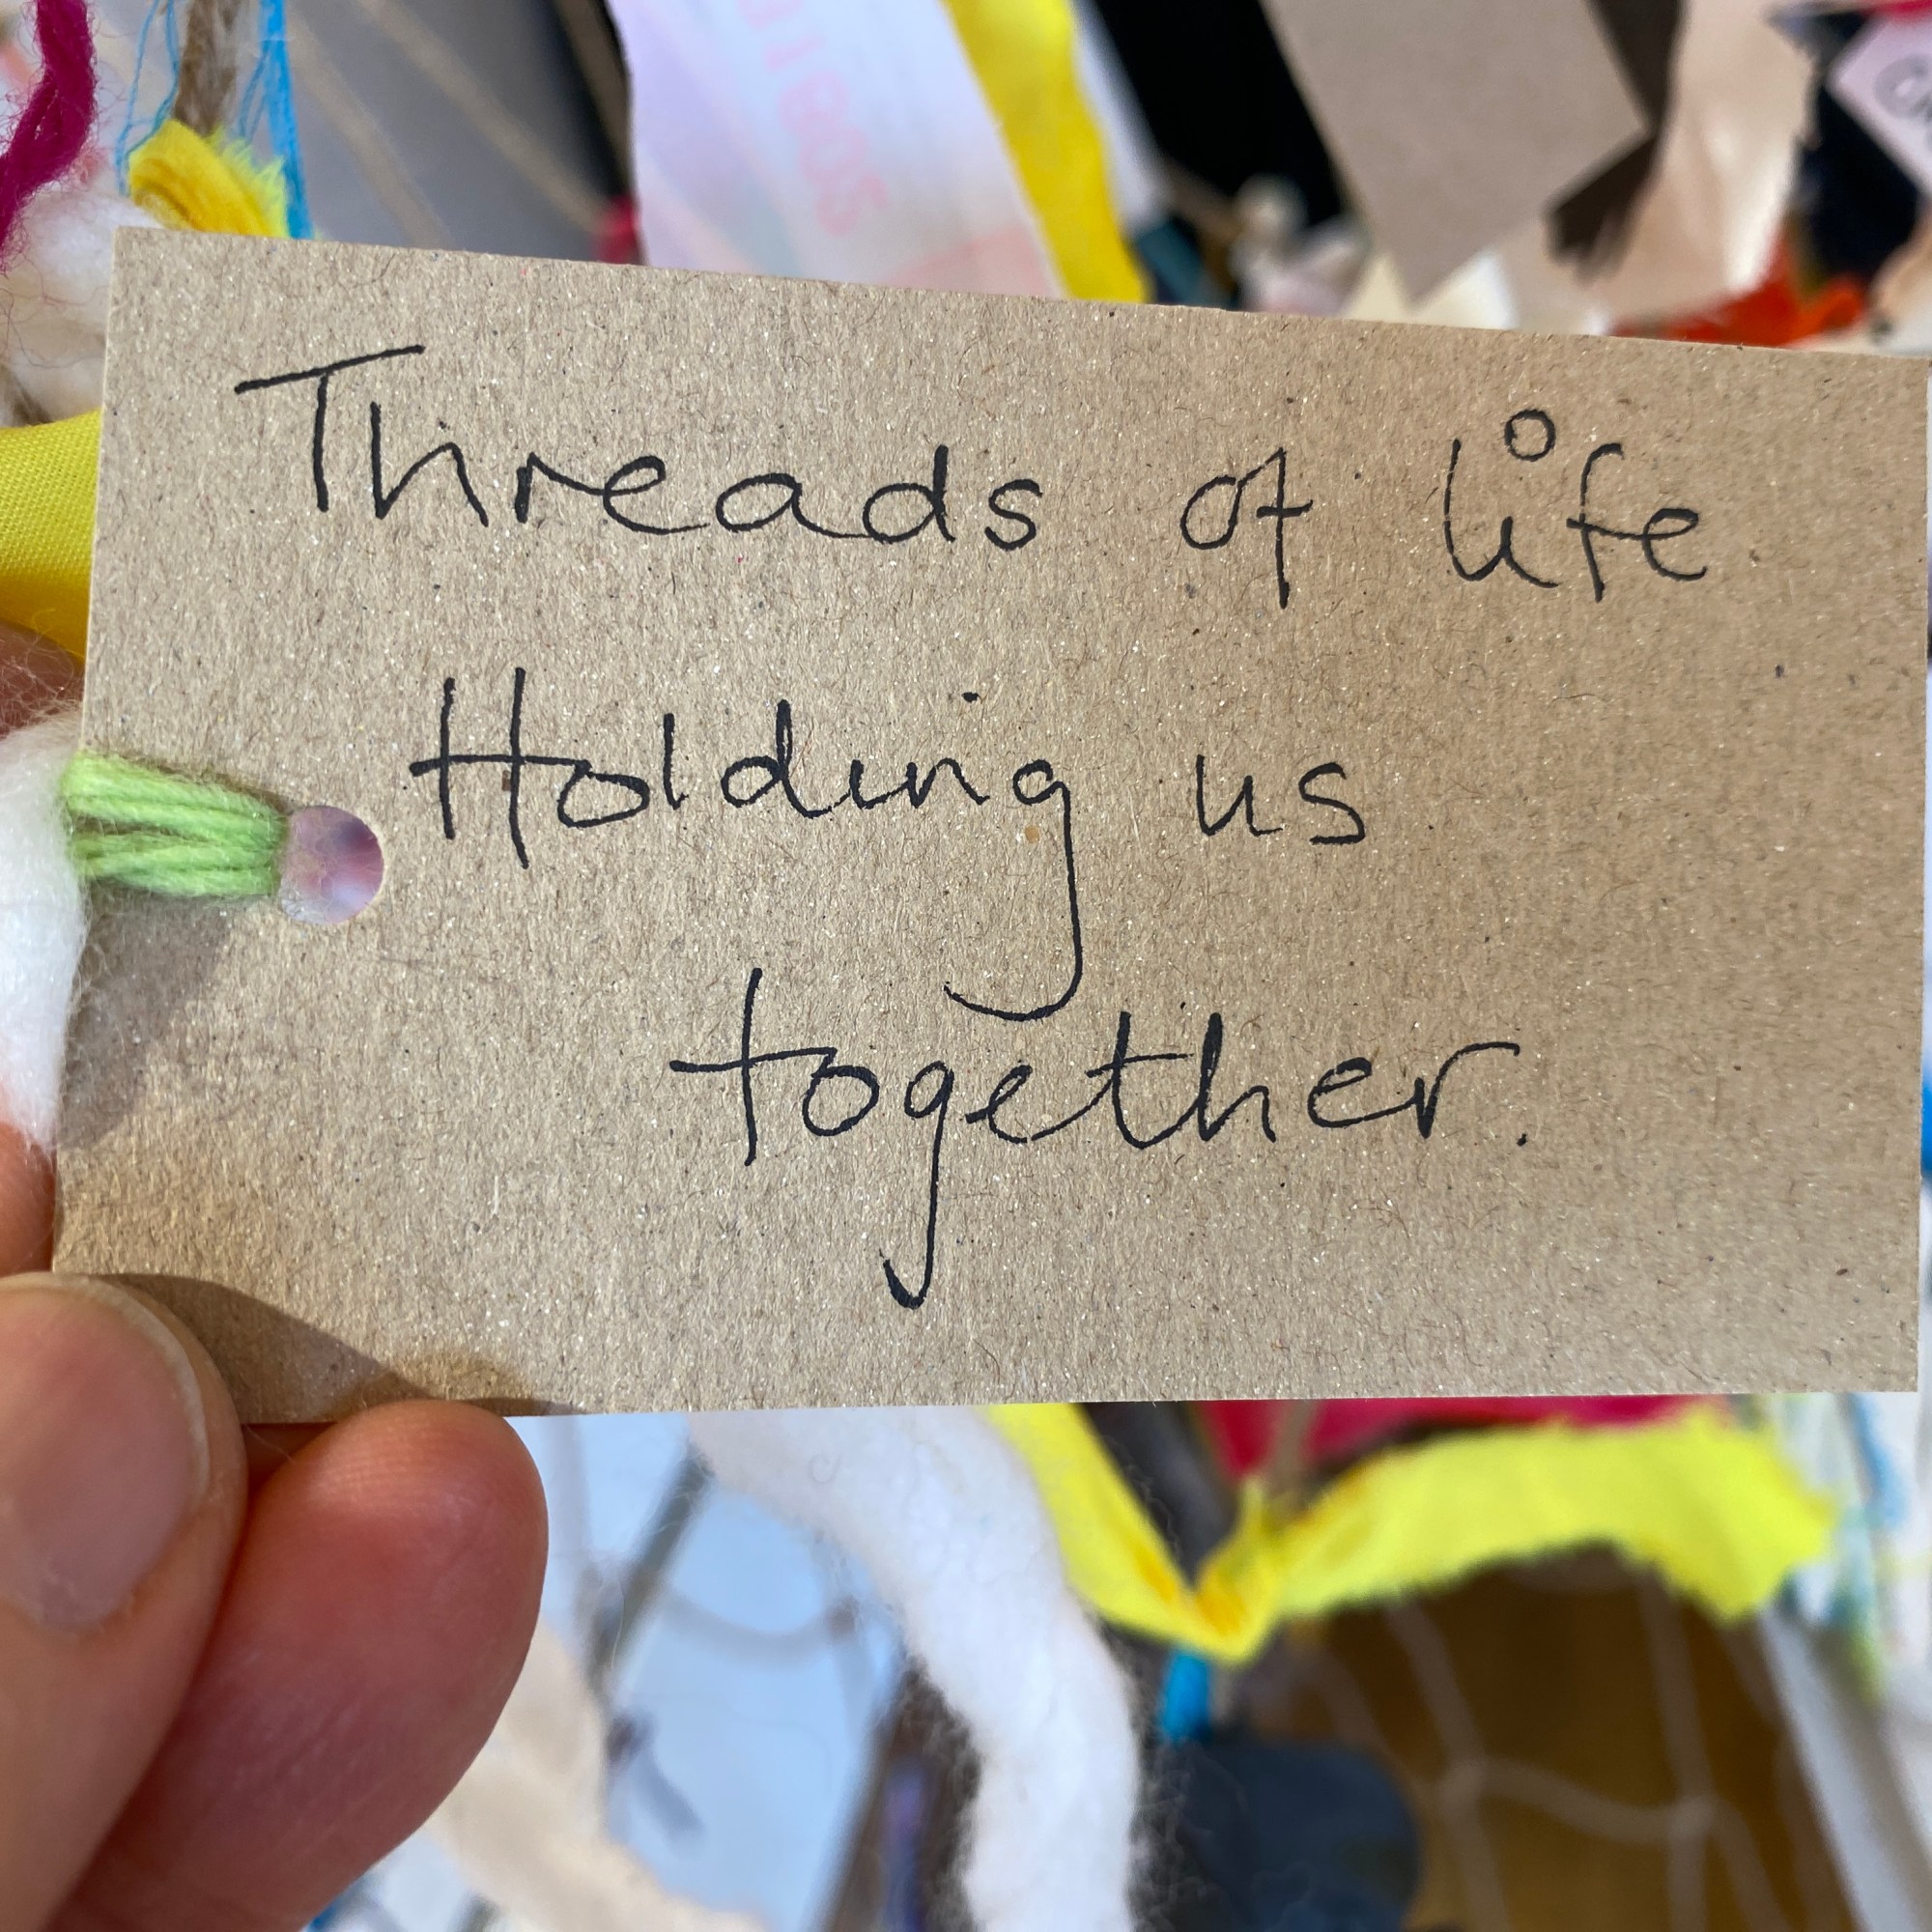 Threads of life
Holding us
together.